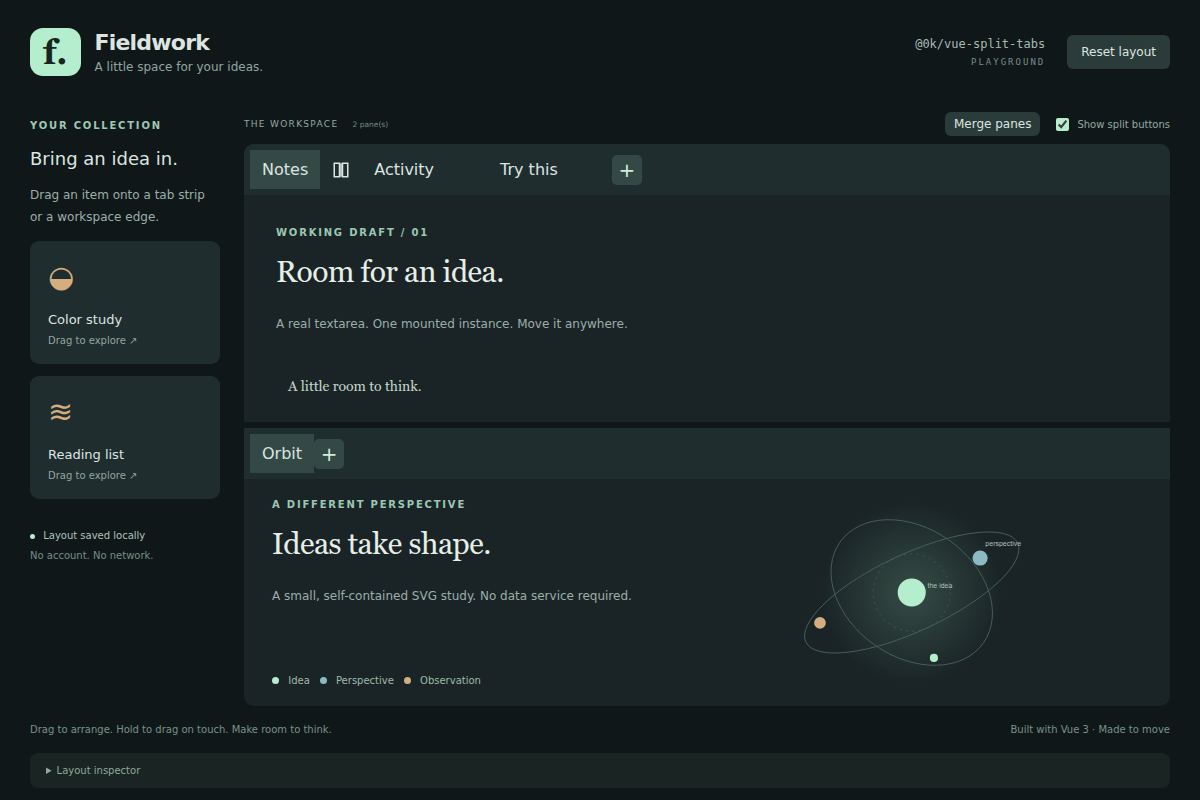 f.
Fieldwork
A little space for your ideas.
@0k/vue-split-tabs
PLAYGROUND
Reset layout
YOUR COLLECTION
Bring an idea in.
Drag an item onto a tab strip
or a workspace edge.
Color study
Drag to explore ↗
Reading list
Drag to explore ↗
Layout saved locally
No account. No network.
THE WORKSPACE 2 pane(s)
Merge panes
Show split buttons
Notes
Activity
Try this
+
WORKING DRAFT / 01
Room for an idea.
A real textarea. One mounted instance. Move it anywhere.
A little room to think.
Orbit
+
A DIFFERENT PERSPECTIVE
Ideas take shape.
A small, self-contained SVG study. No data service required.
perspective
the idea
Idea
Perspective
Observation
Drag to arrange. Hold to drag on touch. Make room to think.
Built with Vue 3 · Made to move
Layout inspector